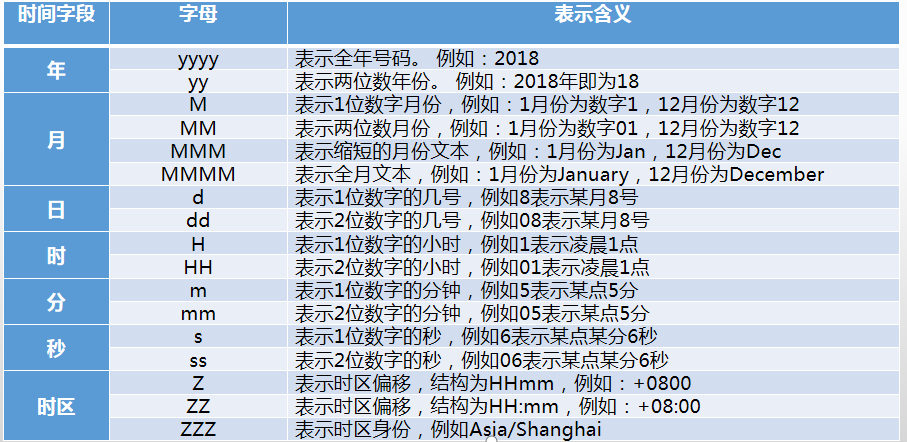 时间字段 字母 表示含义
年 yyyy 表示全年号码。 例如：2018
yy 表示两位数年份。 例如：2018年即为18
月 M 表示1位数字月份，例如：1月份为数字1，12月份为数字12
MM 表示两位数月份，例如：1月份为数字01，12月份为数字12
MMM 表示缩短的月份文本，例如：1月份为Jan，12月份为Dec
MMMM 表示全月文本，例如：1月份为January，12月份为December
日 d 表示1位数字的几号，例如8表示某月8号
dd 表示2位数字的几号，例如08表示某月8号
时 H 表示1位数字的小时，例如1表示凌晨1点
HH 表示2位数字的小时，例如01表示凌晨1点
分 m 表示1位数字的分钟，例如5表示某点5分
mm 表示2位数字的分钟，例如05表示某点5分
秒 s 表示1位数字的秒，例如6表示某点某分6秒
ss 表示2位数字的秒，例如06表示某点某分6秒
时区 Z 表示时区偏移，结构为HHmm，例如：+0800
ZZ 表示时区偏移，结构为HH:mm，例如：+08:00
ZZZ 表示时区身份，例如Asia/Shanghai